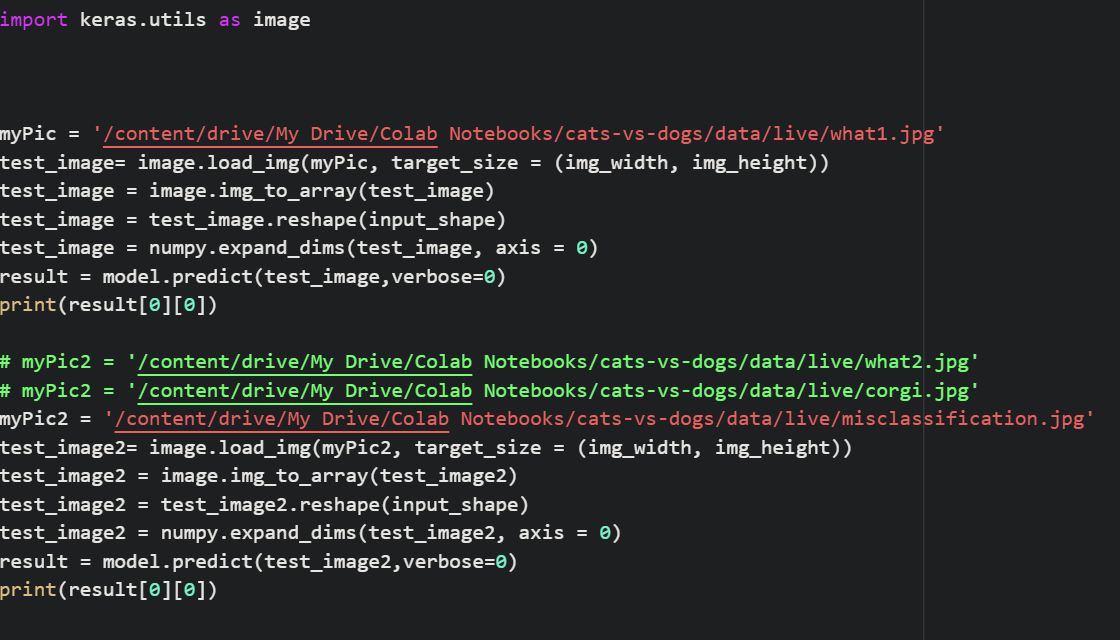 import keras.utils as image
myPic = '/content/drive/My Drive/Colab Notebooks/cats-vs-dogs/data/live/what1.jpg'
test_image= image.load_img(myPic, target_size = (img_width, img_height))
test_image = image.img_to_array(test_image)
test_image = test_image.reshape(input_shape)
test_image = numpy.expand_dims(test_image, axis = 0)
result = model.predict(test_image,verbose=0)
print(result[0][0])
# myPic2 = '/content/drive/My Drive/Colab Notebooks/cats-vs-dogs/data/live/what2.jpg'
# myPic2 = '/content/drive/My Drive/Colab Notebooks/cats-vs-dogs/data/live/corgi.jpg'
myPic2 = '/content/drive/My Drive/Colab Notebooks/cats-vs-dogs/data/live/misclassification.jpg'
test_image2= image.load_img(myPic2, target_size = (img_width, img_height))
test_image2 = image.img_to_array(test_image2)
test_image2 = test_image2.reshape(input_shape)
test_image2 = numpy.expand_dims(test_image2, axis = 0)
result = model.predict(test_image2,verbose=0)
print(result[0][0])